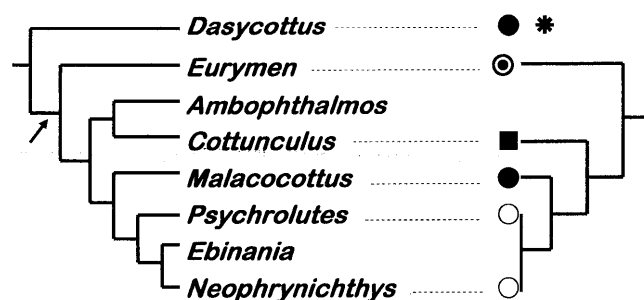 Dasycottus
Eurymen
Ambophthalmos
Cottunculus
Malacocottus
Psychrolutes
Ebinania
Neophrynichthys